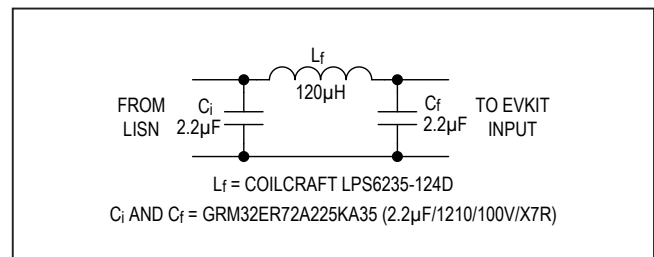 Lf
120µH
FROM
LISN
Ci
2.2µF
Cf
2.2µF
TO EVKIT
INPUT
Lf = COILCRAFT LPS6235-124D
Ci AND Cf = GRM32ER72A225KA35 (2.2µF/1210/100V/X7R)